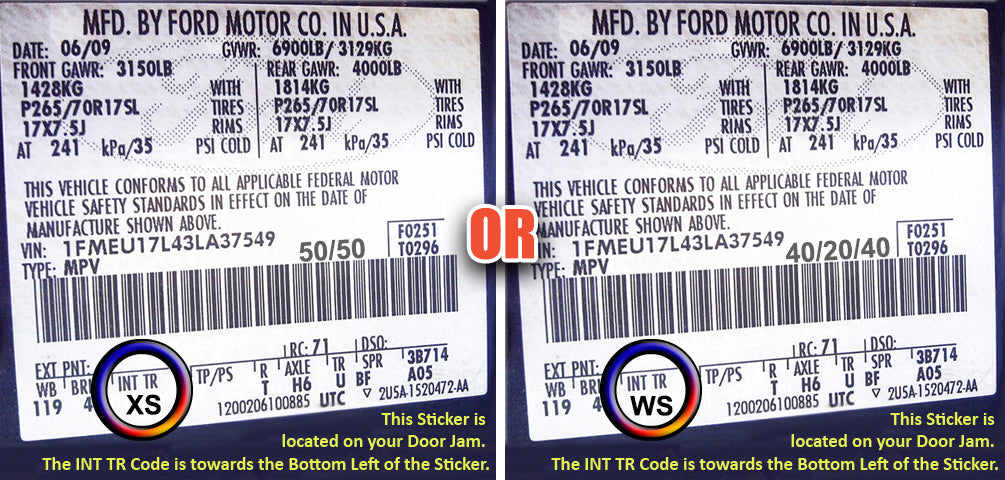 MFD. BY FORD MOTOR CO. IN U.S.A.
DATE: 06/09 GVWR: 6900LB/ 3129KG
FRONT GAWR: 3150LB REAR GAWR: 4000LB
1428KG WITH 1814KG WITH
P265/70R17SL TIRES P265/70R17SL TIRES
17X7.5J RIMS 17X7.5J RIMS
AT 241 kPa/35 PSI COLD AT 241 kPa/35 PSI COLD
THIS VEHICLE CONFORMS TO ALL APPLICABLE FEDERAL MOTOR
VEHICLE SAFETY STANDARDS IN EFFECT ON THE DATE OF
MANUFACTURE SHOWN ABOVE.
VIN: 1FMEU17L43LA37549 50/50 F0251
TYPE: MPV T0296
EXT PNT: RC: 71 DSO:
WB BR INT TR TP/PS R AXLE TR SPR 3B714
119 4 XS T H6 U BF A05
1200206100885 UTC ▽ 2U5A-1520472-AA
This Sticker is
located on your Door Jam.
The INT TR Code is towards the Bottom Left of the Sticker.
OR
MFD. BY FORD MOTOR CO. IN U.S.A.
DATE: 06/09 GVWR: 6900LB/ 3129KG
FRONT GAWR: 3150LB REAR GAWR: 4000LB
1428KG WITH 1814KG WITH
P265/70R17SL TIRES P265/70R17SL TIRES
17X7.5J RIMS 17X7.5J RIMS
AT 241 kPa/35 PSI COLD AT 241 kPa/35 PSI COLD
THIS VEHICLE CONFORMS TO ALL APPLICABLE FEDERAL MOTOR
VEHICLE SAFETY STANDARDS IN EFFECT ON THE DATE OF
MANUFACTURE SHOWN ABOVE.
VIN: 1FMEU17L43LA37549 40/20/40 F0251
TYPE: MPV T0296
EXT PNT: RC: 71 DSO:
WB BR INT TR TP/PS R AXLE TR SPR 3B714
119 4 WS T H6 U BF A05
1200206100885 UTC ▽ 2U5A-1520472-AA
This Sticker is
located on your Door Jam.
The INT TR Code is towards the Bottom Left of the Sticker.